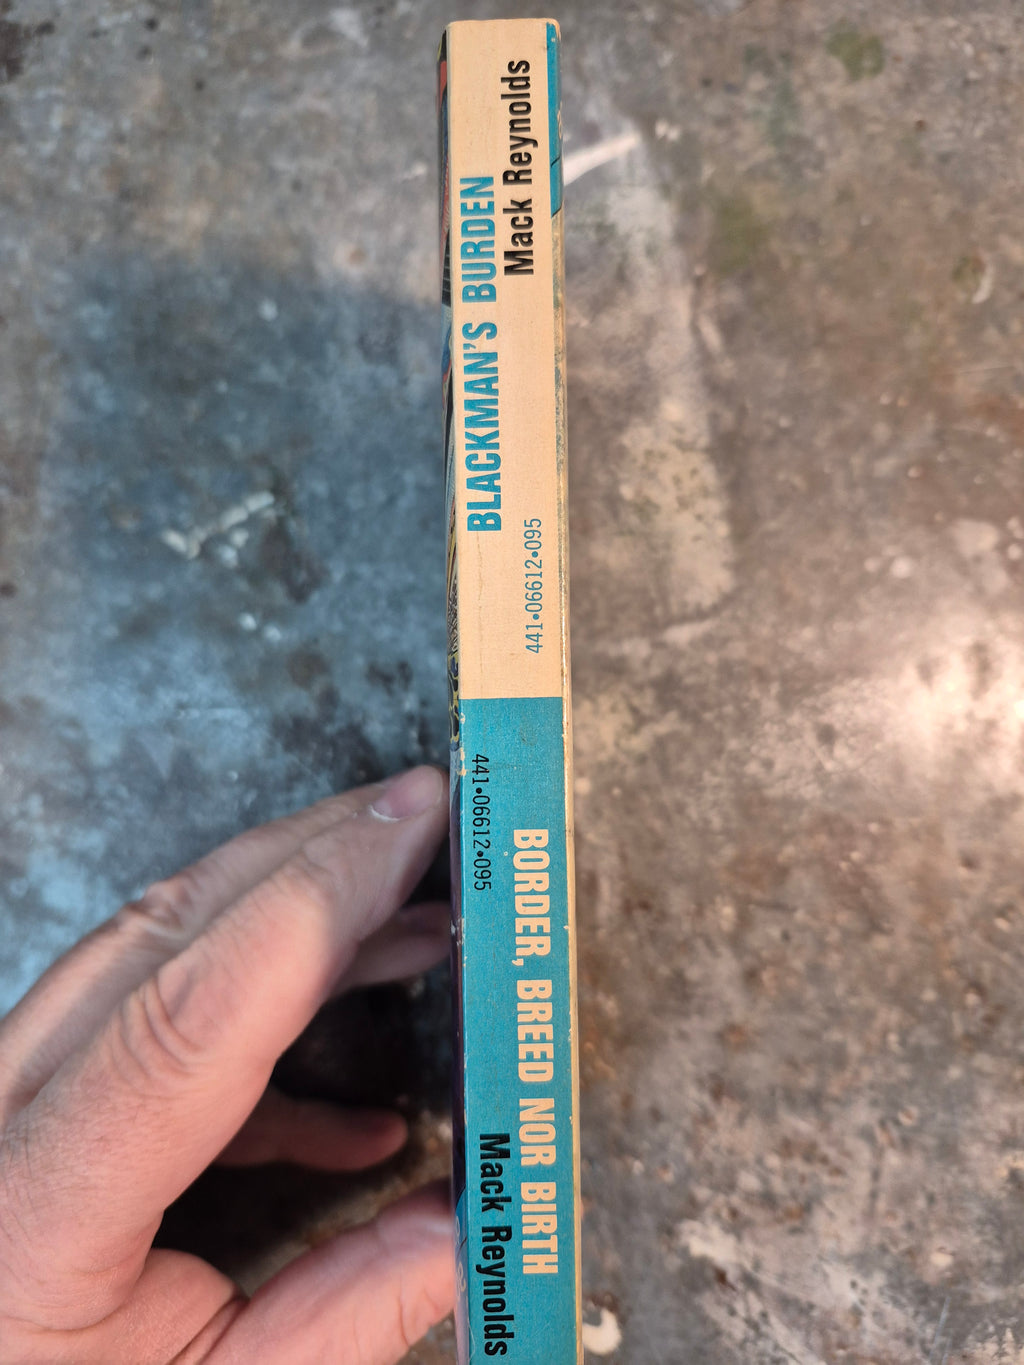 BLACKMAN'S BURDEN
Mack Reynolds
441•06612•095
441•06612•095
BORDER, BREED NOR BIRTH
Mack Reynolds